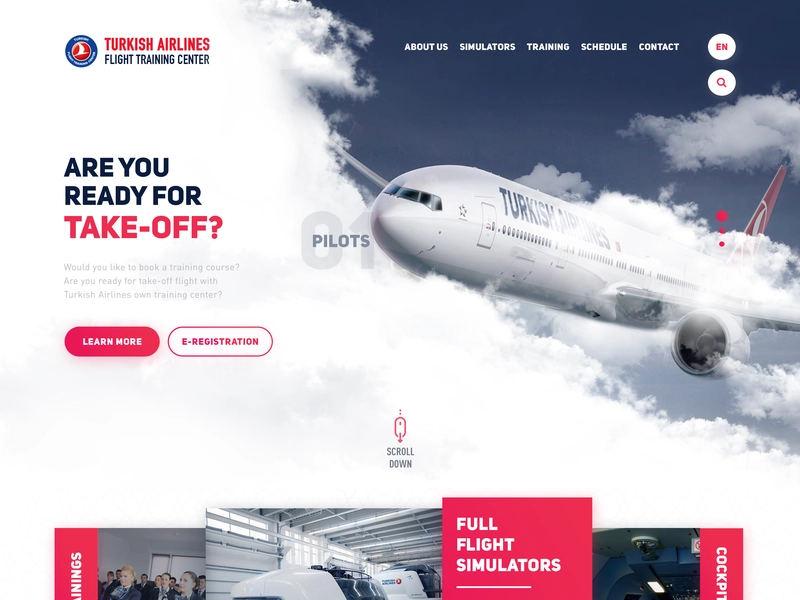 TURKISH AIRLINES
FLIGHT TRAINING CENTER
ABOUT US
SIMULATORS
TRAINING
SCHEDULE
CONTACT
EN
ARE YOU
READY FOR
TAKE-OFF?
01
PILOTS
TURKISH AIRLINES
Would you like to book a training course?
Are you ready for take-off flight with
Turkish Airlines own training center?
LEARN MORE
E-REGISTRATION
SCROLL
DOWN
FULL
FLIGHT
SIMULATORS